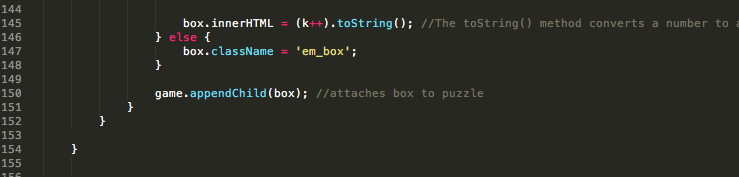 144
145 box.innerHTML = (k++).toString(); //The toString() method converts a number to
146 } else {
147 box.className = 'em_box';
148 }
149
150 game.appendChild(box); //attaches box to puzzle
151 }
152 }
153
154 }
155
156